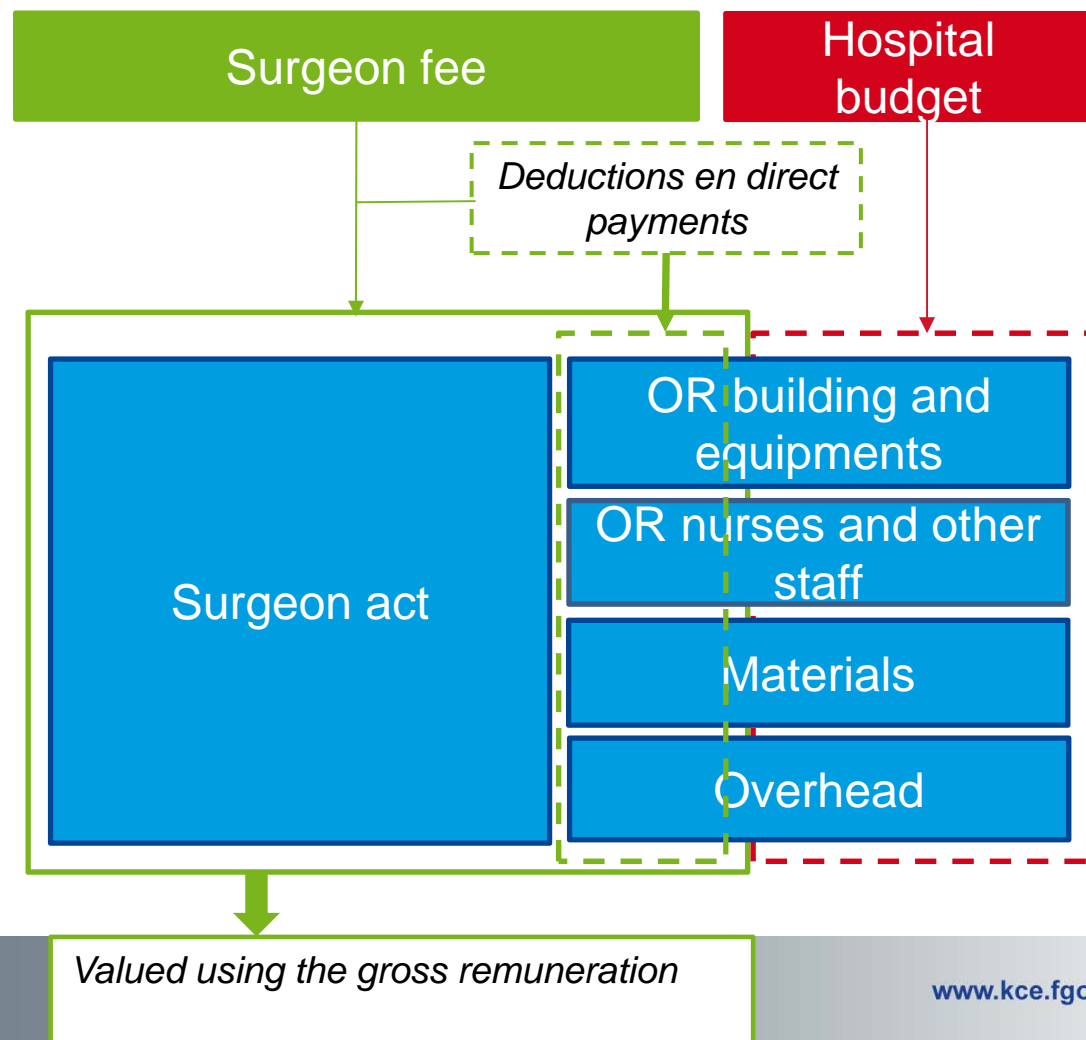 Surgeon fee
Hospital
budget
Deductions en direct
payments
OR building and
equipments
OR nurses and other
staff
Surgeon act
Materials
Overhead
Valued using the gross remuneration
www.kce.fgo